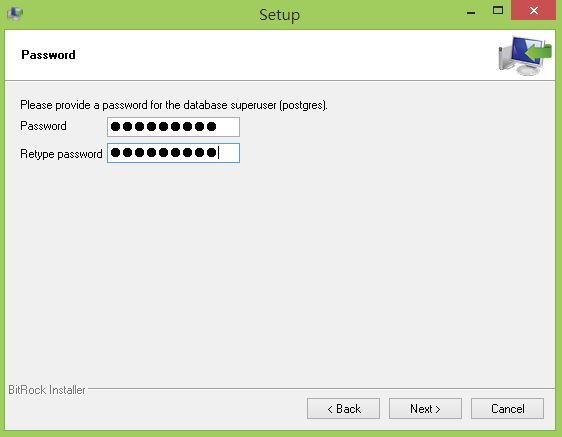 Setup
Password
Please provide a password for the database superuser (postgres).
Password ●●●●●●●●●
Retype password ●●●●●●●●●
BitRock Installer
< Back Next > Cancel